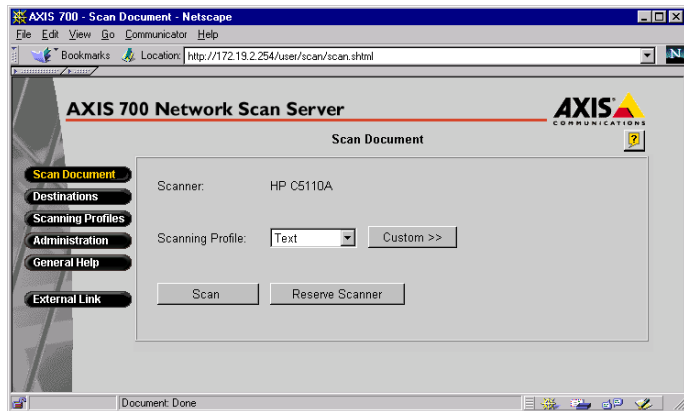 AXIS 700 - Scan Document - Netscape
File Edit View Go Communicator Help
Bookmarks Location: http://172.19.2.254/user/scan/scan.shtml N
AXIS 700 Network Scan Server
AXIS
COMMUNICATIONS
Scan Document
?
Scan Document
Destinations
Scanning Profiles
Administration
General Help
External Link
Scanner: HP C5110A
Scanning Profile: Text Custom >>
Scan Reserve Scanner
Document: Done